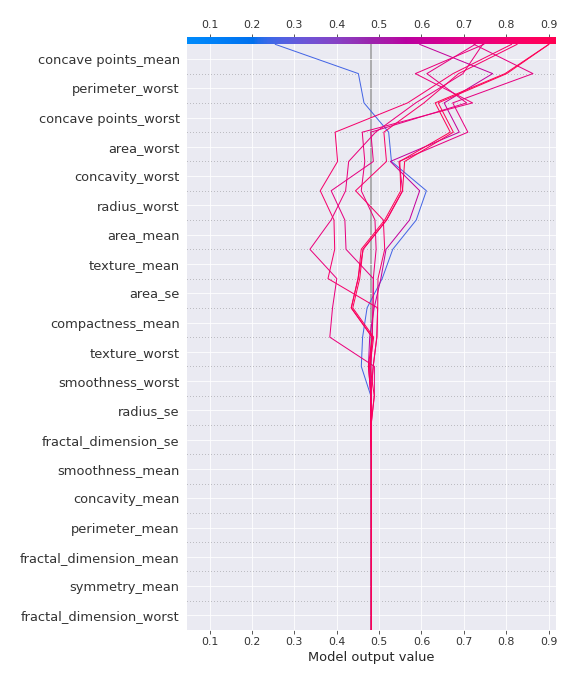 0.1 0.2 0.3 0.4 0.5 0.6 0.7 0.8 0.9
concave points_mean
perimeter_worst
concave points_worst
area_worst
concavity_worst
radius_worst
area_mean
texture_mean
area_se
compactness_mean
texture_worst
smoothness_worst
radius_se
fractal_dimension_se
smoothness_mean
concavity_mean
perimeter_mean
fractal_dimension_mean
symmetry_mean
fractal_dimension_worst
0.1 0.2 0.3 0.4 0.5 0.6 0.7 0.8 0.9
Model output value